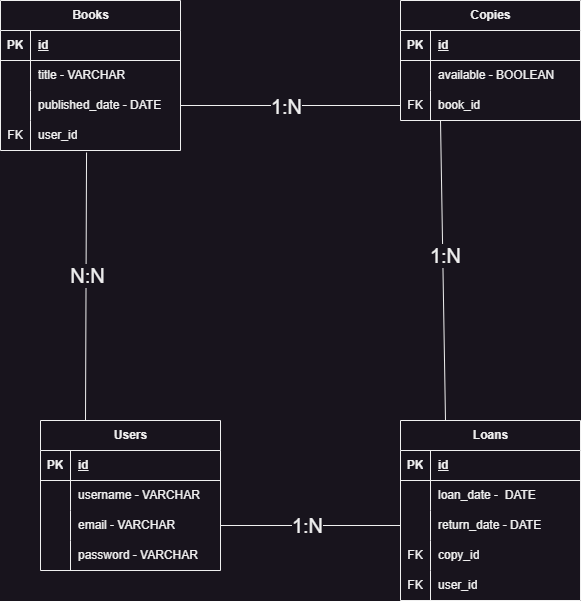 Books
PK id
title - VARCHAR
published_date - DATE
FK user_id
1:N
Copies
PK id
available - BOOLEAN
FK book_id
N:N
1:N
Users
PK id
username - VARCHAR
email - VARCHAR
password - VARCHAR
1:N
Loans
PK id
loan_date -  DATE
return_date - DATE
FK copy_id
FK user_id